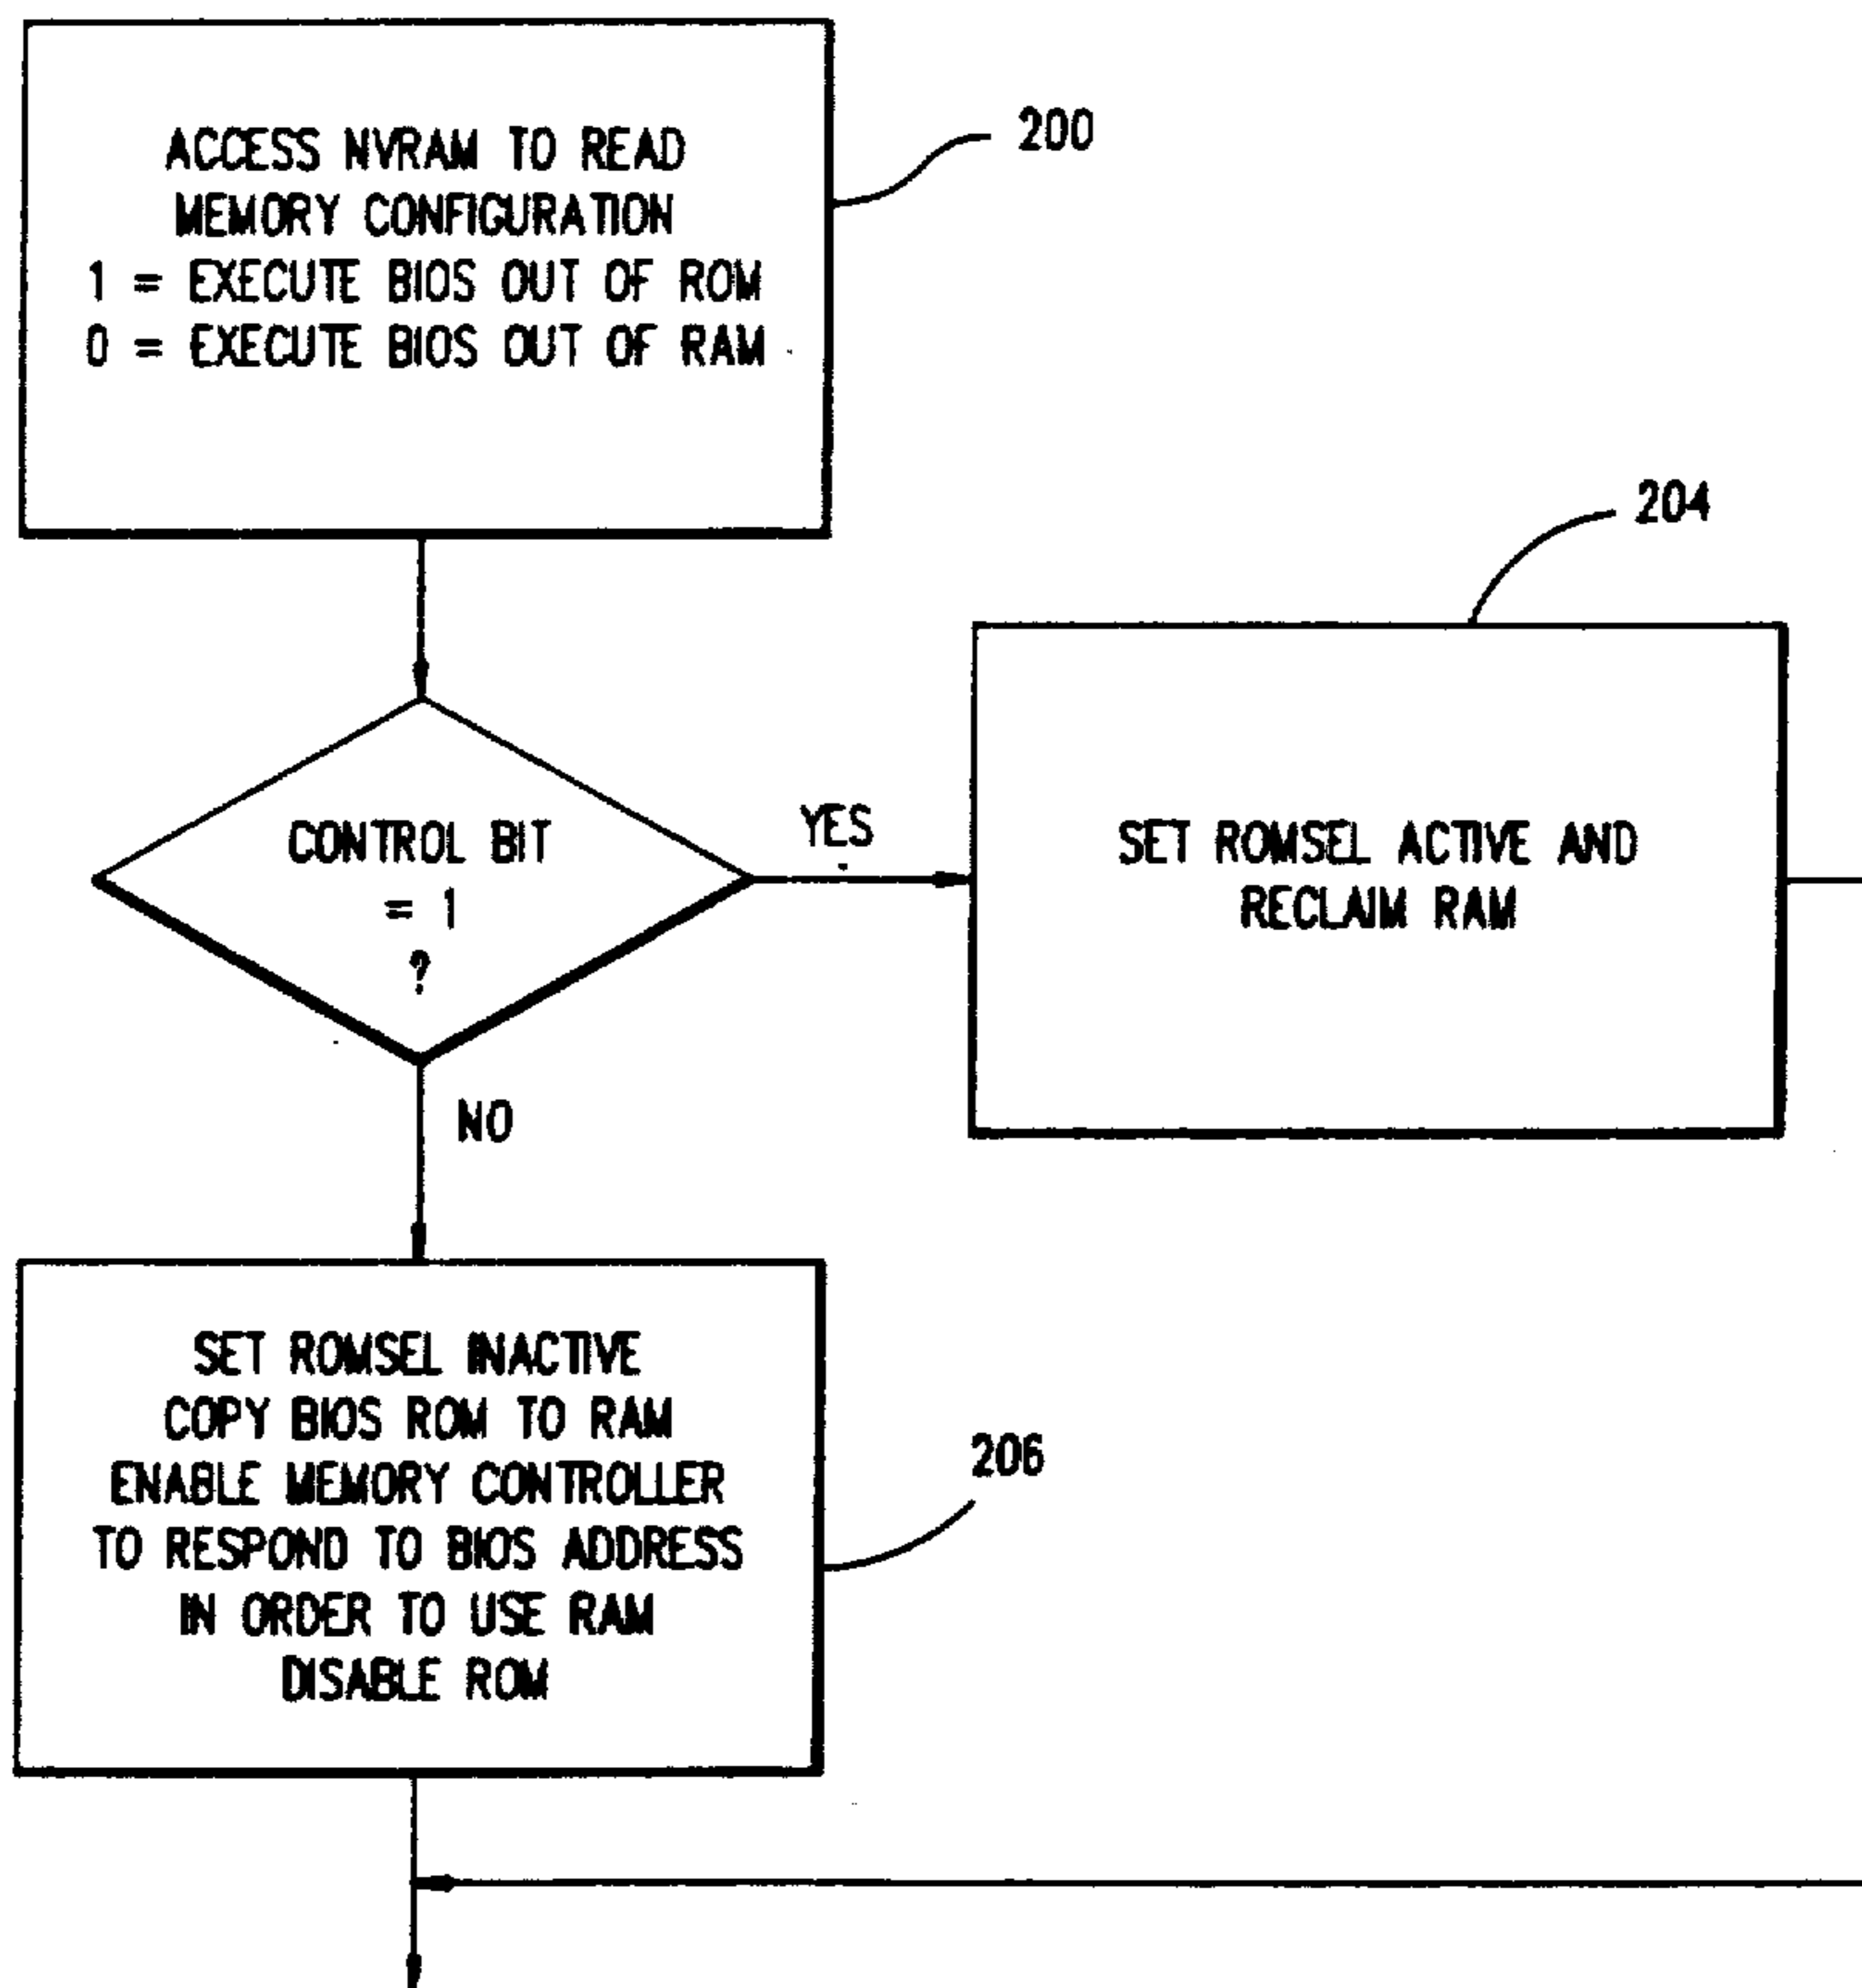 ACCESS NVRAM TO READ
MEMORY CONFIGURATION
1 = EXECUTE BIOS OUT OF ROM
0 = EXECUTE BIOS OUT OF RAM
200
204
CONTROL BIT
= 1
?
YES
SET ROMSEL ACTIVE AND
RECLAIM RAM
NO
SET ROMSEL INACTIVE
COPY BIOS ROM TO RAM
ENABLE MEMORY CONTROLLER
TO RESPOND TO BIOS ADDRESS
IN ORDER TO USE RAM
DISABLE ROM
206